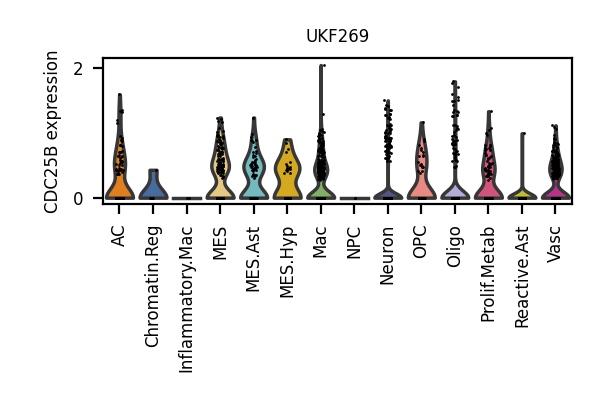 UKF269
CDC25B expression
2
0
AC
Chromatin.Reg
Inflammatory.Mac
MES
MES.Ast
MES.Hyp
Mac
NPC
Neuron
OPC
Oligo
Prolif.Metab
Reactive.Ast
Vasc